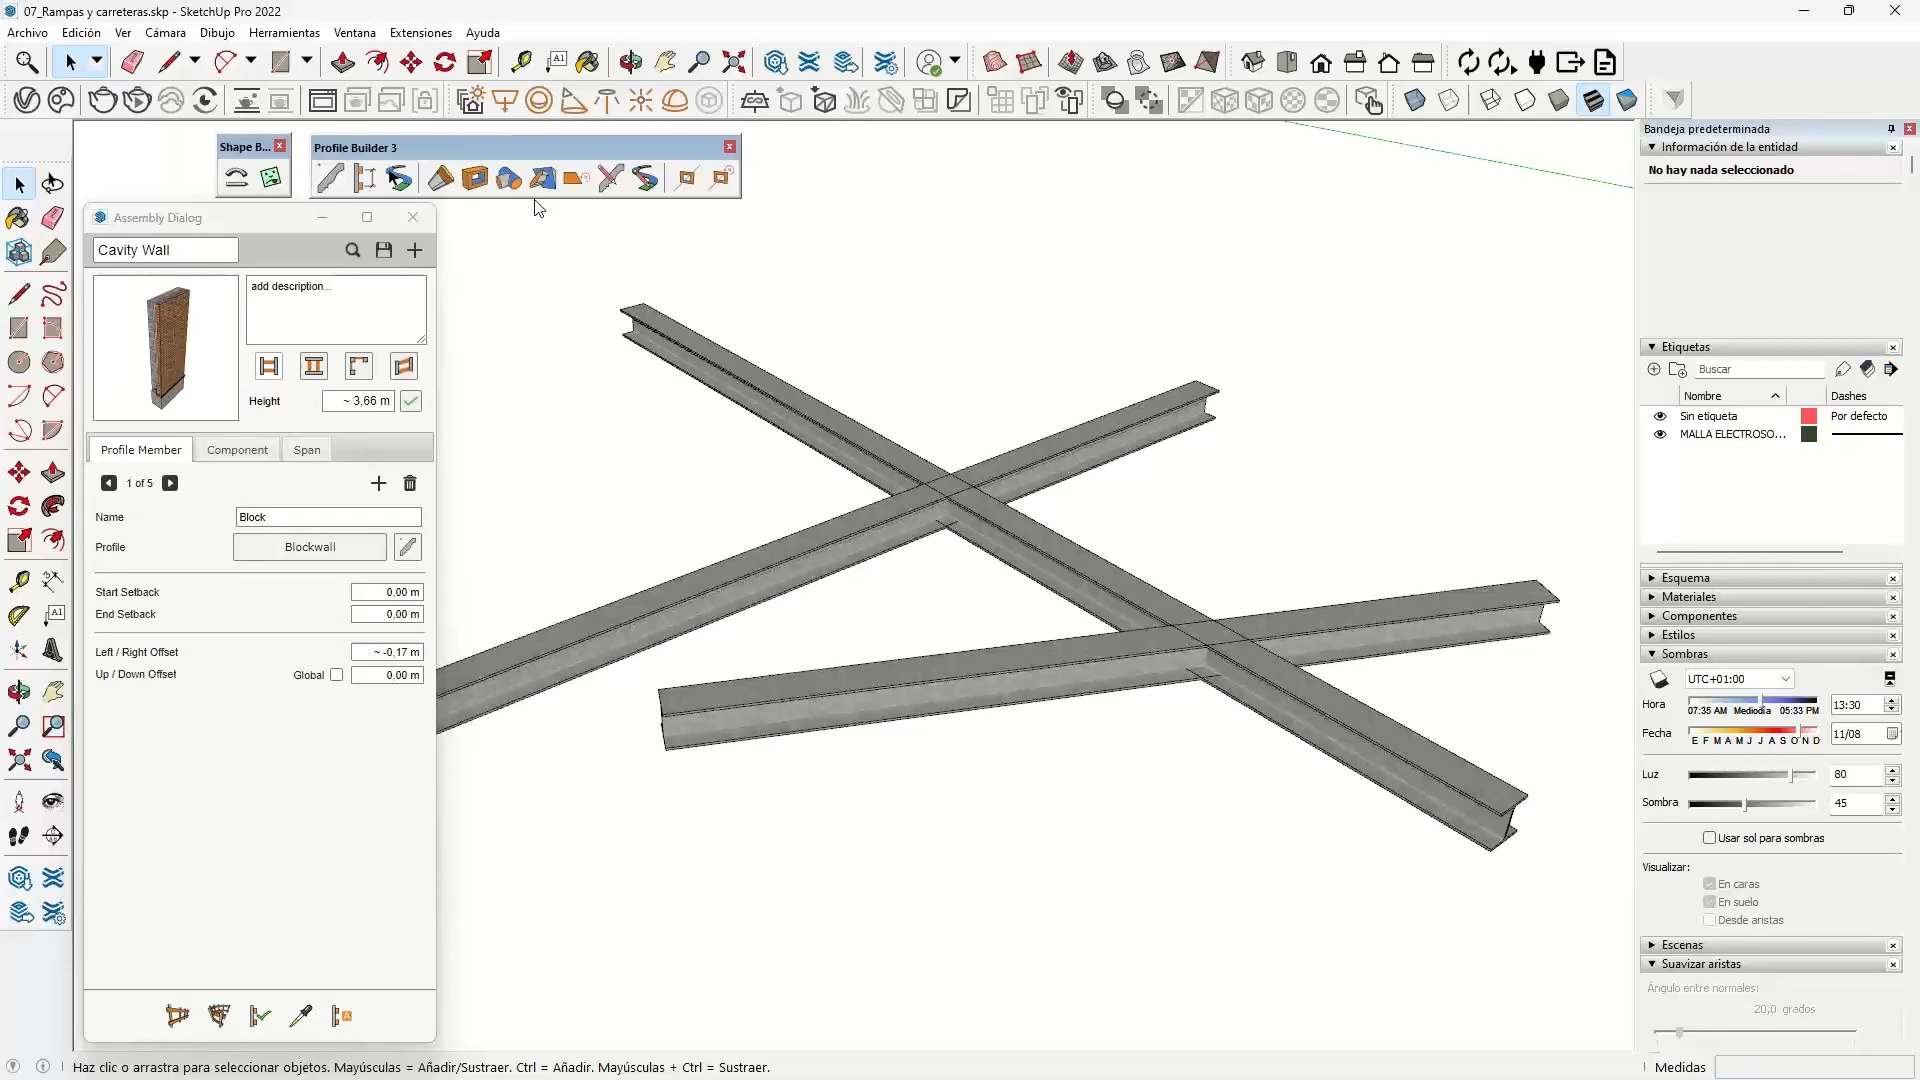 07_Rampas y carreteras.skp - SketchUp Pro 2022
Archivo Edición Ver Cámara Dibujo Herramientas Ventana Extensiones Ayuda
Shape B...
Profile Builder 3
Assembly Dialog
Cavity Wall
add description...
Height ~ 3,66 m
Profile Member Component Span
1 of 5
Name Block
Profile Blockwall
Start Setback 0,00 m
End Setback 0,00 m
Left / Right Offset ~ -0,17 m
Up / Down Offset Global 0,00 m
Bandeja predeterminada
Información de la entidad
No hay nada seleccionado
Etiquetas
Buscar
Nombre Dashes
Sin etiqueta Por defecto
MALLA ELECTROSO...
Esquema
Materiales
Componentes
Estilos
Sombras
UTC+01:00
Hora 07:35 AM Mediodía 05:33 PM 13:30
Fecha E F M A M J J A S O N D 11/08
Luz 80
Sombra 45
Usar sol para sombras
Visualizar:
En caras
En suelo
Desde aristas
Escenas
Suavizar aristas
Ángulo entre normales:
20,0 grados
Haz clic o arrastra para seleccionar objetos. Mayúsculas = Añadir/Sustraer. Ctrl = Añadir. Mayúsculas + Ctrl = Sustraer.
Medidas